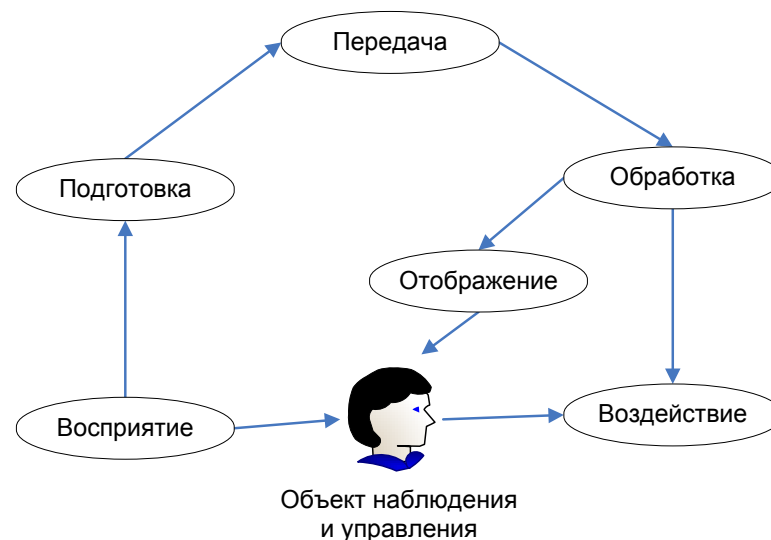 Передача
Подготовка
Обработка
Отображение
Восприятие
Воздействие
Объект наблюдения
и управления